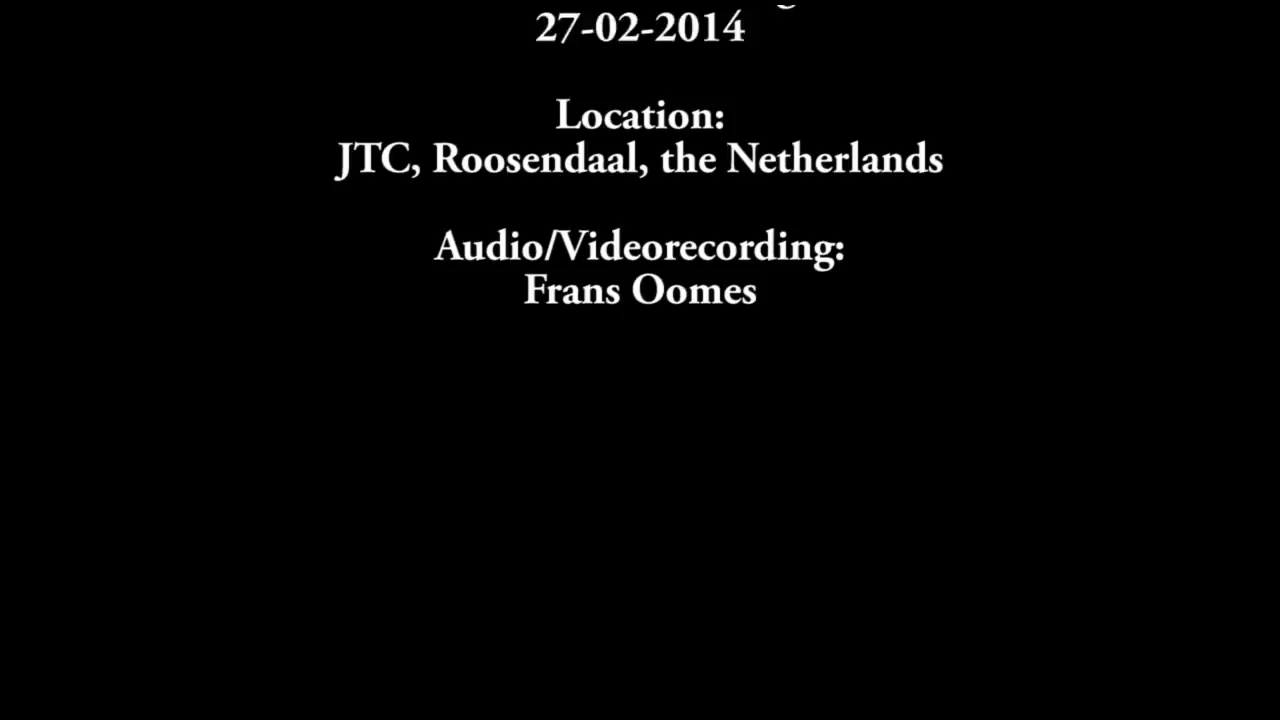 27-02-2014
Location:
JTC, Roosendaal, the Netherlands
Audio/Videorecording:
Frans Oomes